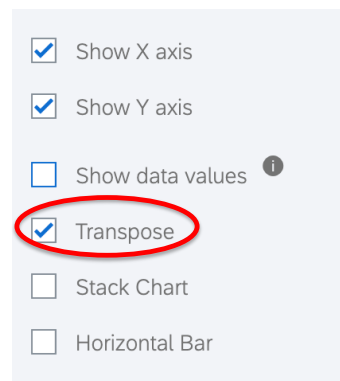 Show X axis
Show Y axis
Show data values i
Transpose
Stack Chart
Horizontal Bar